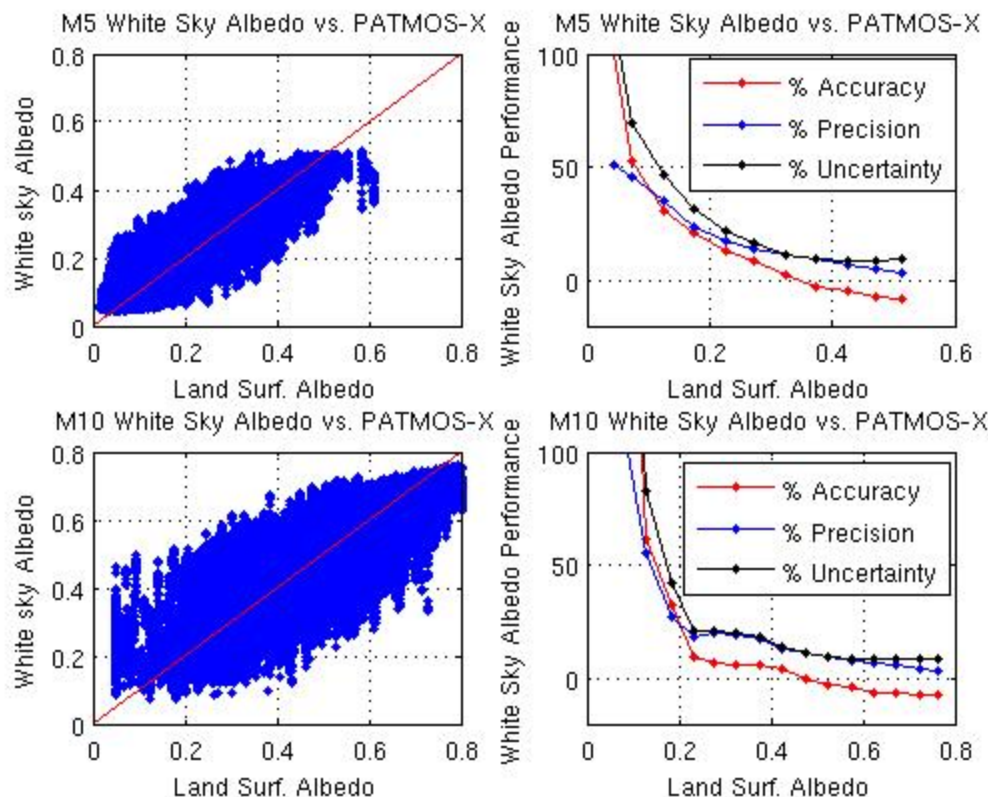 M5 White Sky Albedo vs. PATMOS-X
White sky Albedo
0.8
0.6
0.4
0.2
0
0 0.2 0.4 0.6 0.8
Land Surf. Albedo
M5 White Sky Albedo vs. PATMOS-X
White Sky Albedo Performance
100
50
0
% Accuracy
% Precision
% Uncertainty
0 0.2 0.4 0.6
Land Surf. Albedo
M10 White Sky Albedo vs. PATMOS-X
White sky Albedo
0.8
0.6
0.4
0.2
0
0 0.2 0.4 0.6 0.8
Land Surf. Albedo
M10 White Sky Albedo vs. PATMOS-X
White Sky Albedo Performance
100
50
0
% Accuracy
% Precision
% Uncertainty
0 0.2 0.4 0.6 0.8
Land Surf. Albedo